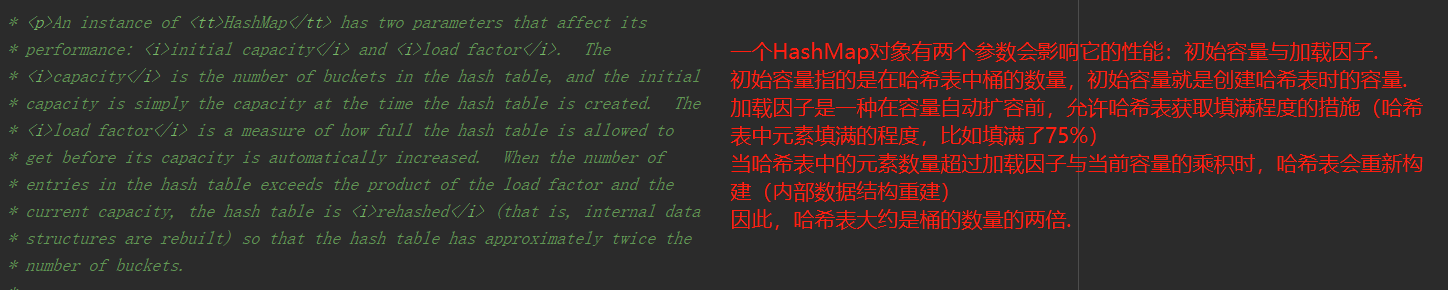 * <p>An instance of <tt>HashMap</tt> has two parameters that affect its
* performance: <i>initial capacity</i> and <i>load factor</i>.  The
* <i>capacity</i> is the number of buckets in the hash table, and the initial
* capacity is simply the capacity at the time the hash table is created.  The
* <i>load factor</i> is a measure of how full the hash table is allowed to
* get before its capacity is automatically increased.  When the number of
* entries in the hash table exceeds the product of the load factor and the
* current capacity, the hash table is <i>rehashed</i> (that is, internal data
* structures are rebuilt) so that the hash table has approximately twice the
* number of buckets.
*
一个HashMap对象有两个参数会影响它的性能：初始容量与加载因子.
初始容量指的是在哈希表中桶的数量，初始容量就是创建哈希表时的容量.
加载因子是一种在容量自动扩容前，允许哈希表获取填满程度的措施（哈希
表中元素填满的程度，比如填满了75%）
当哈希表中的元素数量超过加载因子与当前容量的乘积时，哈希表会重新构
建（内部数据结构重建）
因此，哈希表大约是桶的数量的两倍.